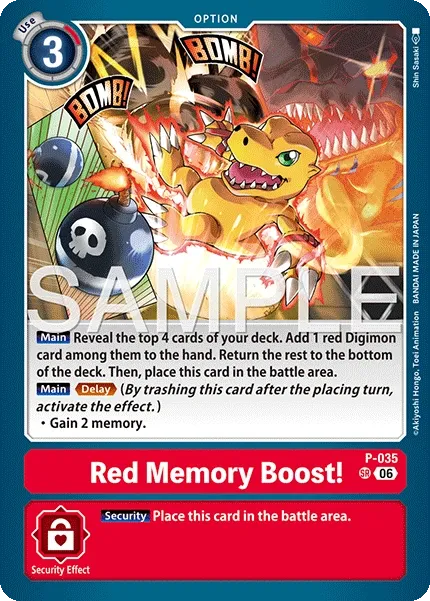 Use
3
OPTION
BOMB!
BOMB!
Shin Sasaki
SAMPLE
Main Reveal the top 4 cards of your deck. Add 1 red Digimon
card among them to the hand. Return the rest to the bottom
of the deck. Then, place this card in the battle area.
Main Delay (By trashing this card after the placing turn,
activate the effect.)
・Gain 2 memory.
©Akiyoshi Hongo, Toei Animation BANDAI MADE IN JAPAN
P-035
Red Memory Boost!
SR 06
Security Place this card in the battle area.
Security Effect